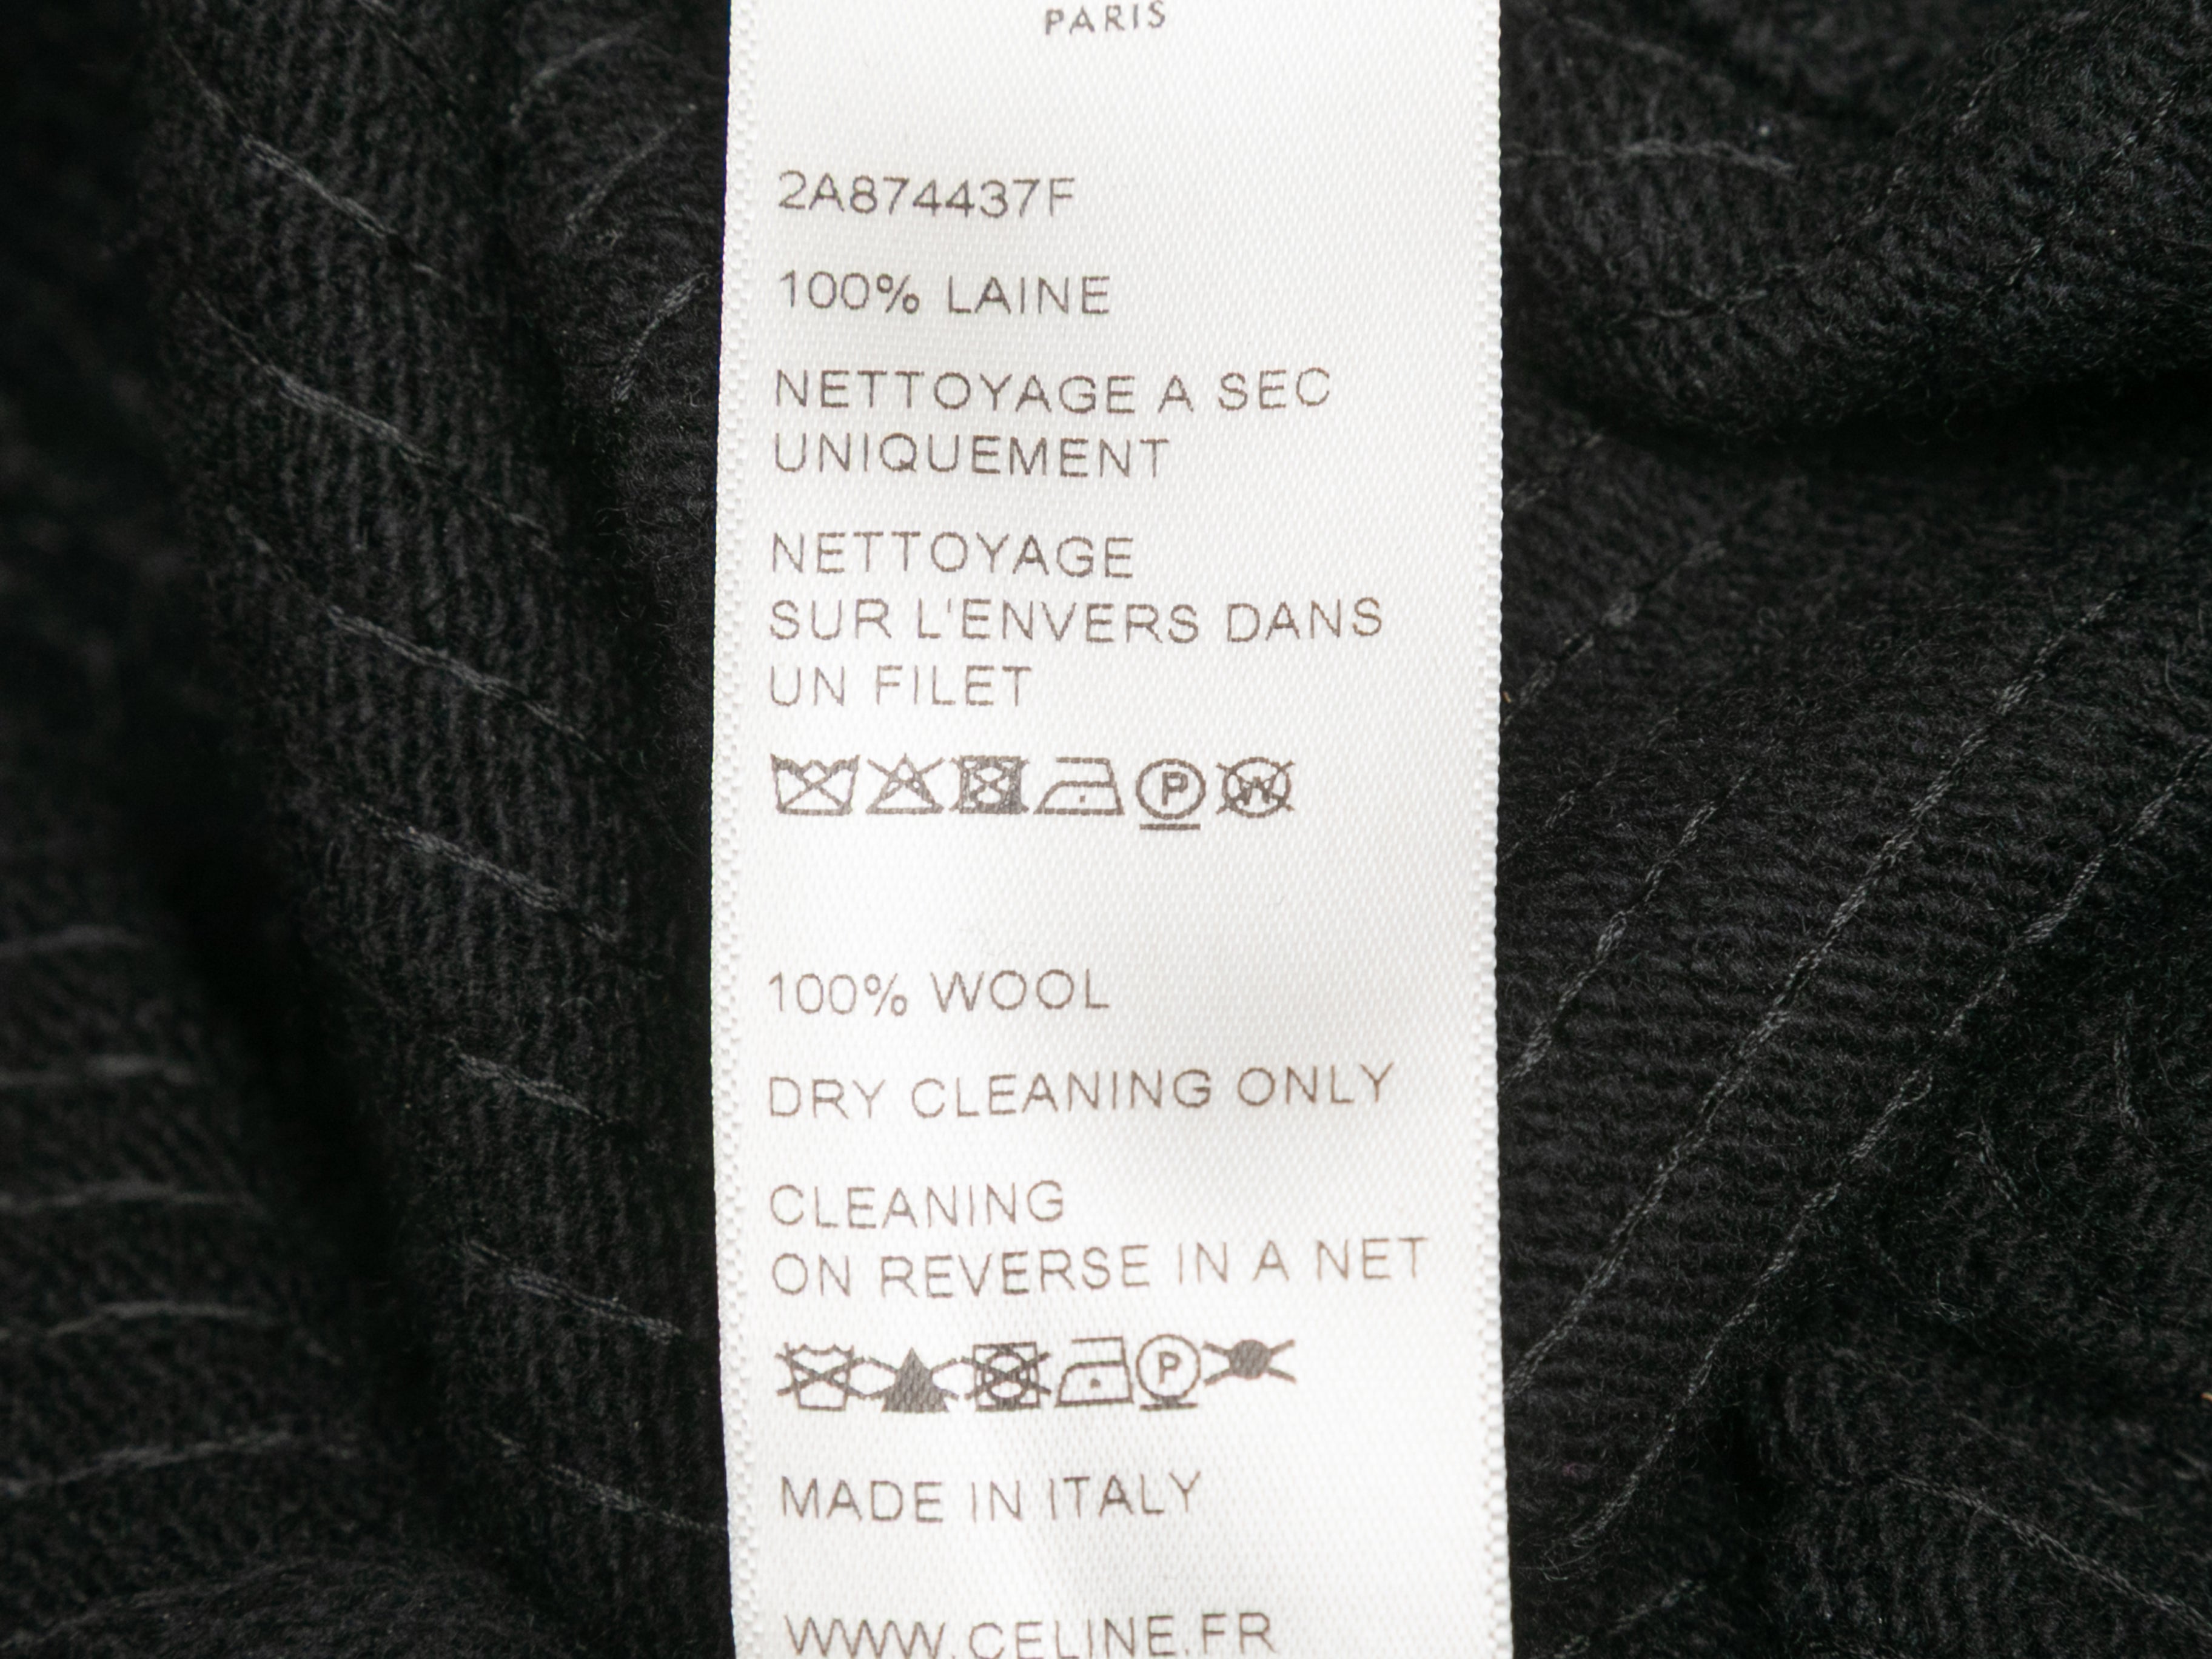 PARIS
2A874437F
100% LAINE
NETTOYAGE A SEC
UNIQUEMENT
NETTOYAGE
SUR L'ENVERS DANS
UN FILET
P W
100% WOOL
DRY CLEANING ONLY
CLEANING
ON REVERSE IN A NET
P
MADE IN ITALY
WWW.CELINE.FR